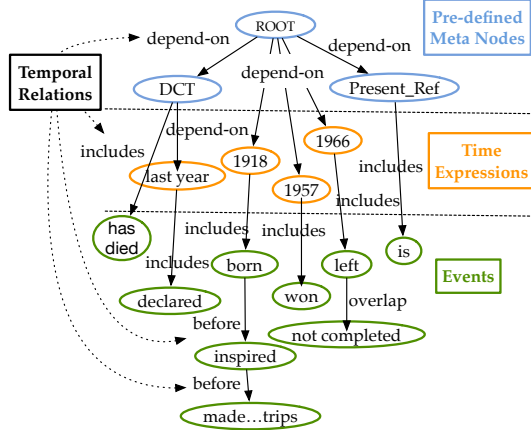 ROOT
Pre-defined
Meta Nodes
depend-on
depend-on
Temporal
Relations
DCT
depend-on
Present_Ref
depend-on
includes
1918
1966
includes
Time
Expressions
last year
1957
includes
has
died
includes
includes
includes
born
left
is
Events
declared
won
overlap
before
not completed
inspired
before
made...trips